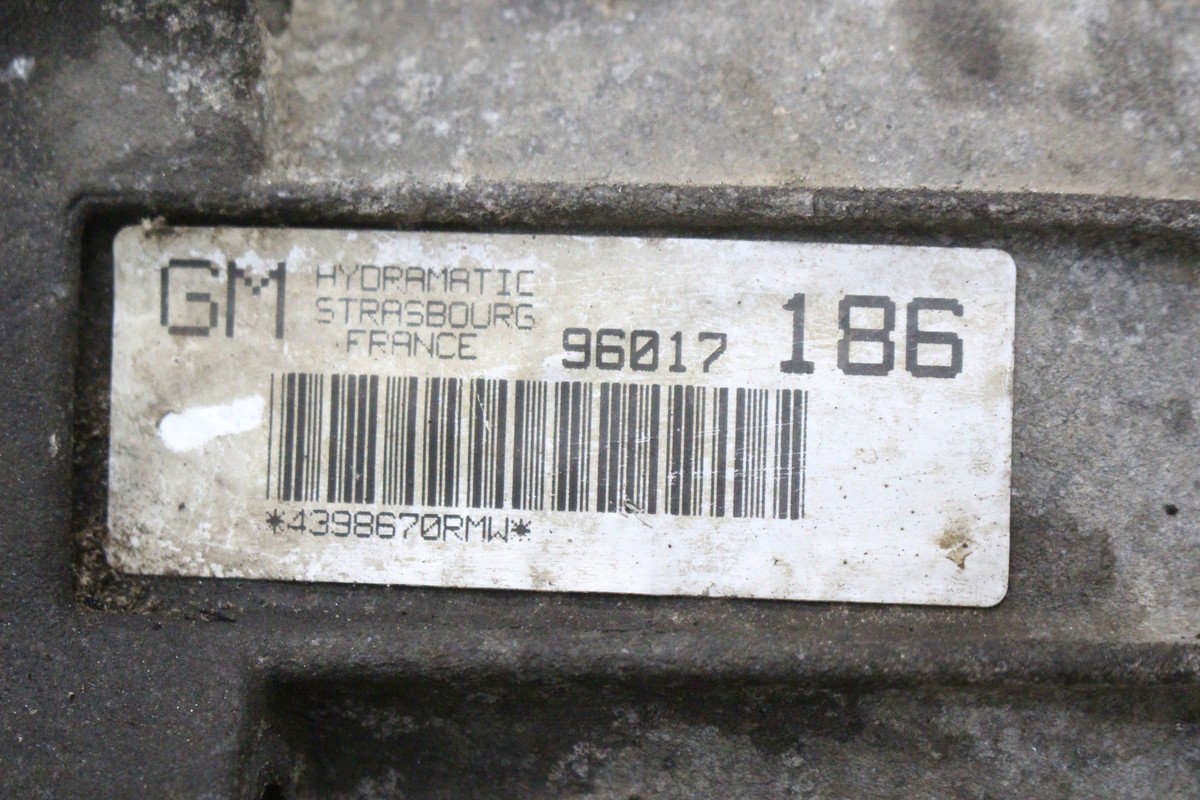 GM HYDRAMATIC
STRASBOURG
FRANCE 96017 186
*4398670RMW*